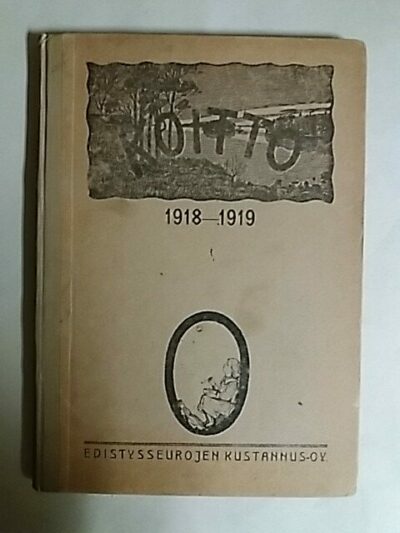 KOITTO
1918—1919
EDISTYSSEUROJEN KUSTANNUS-OY.